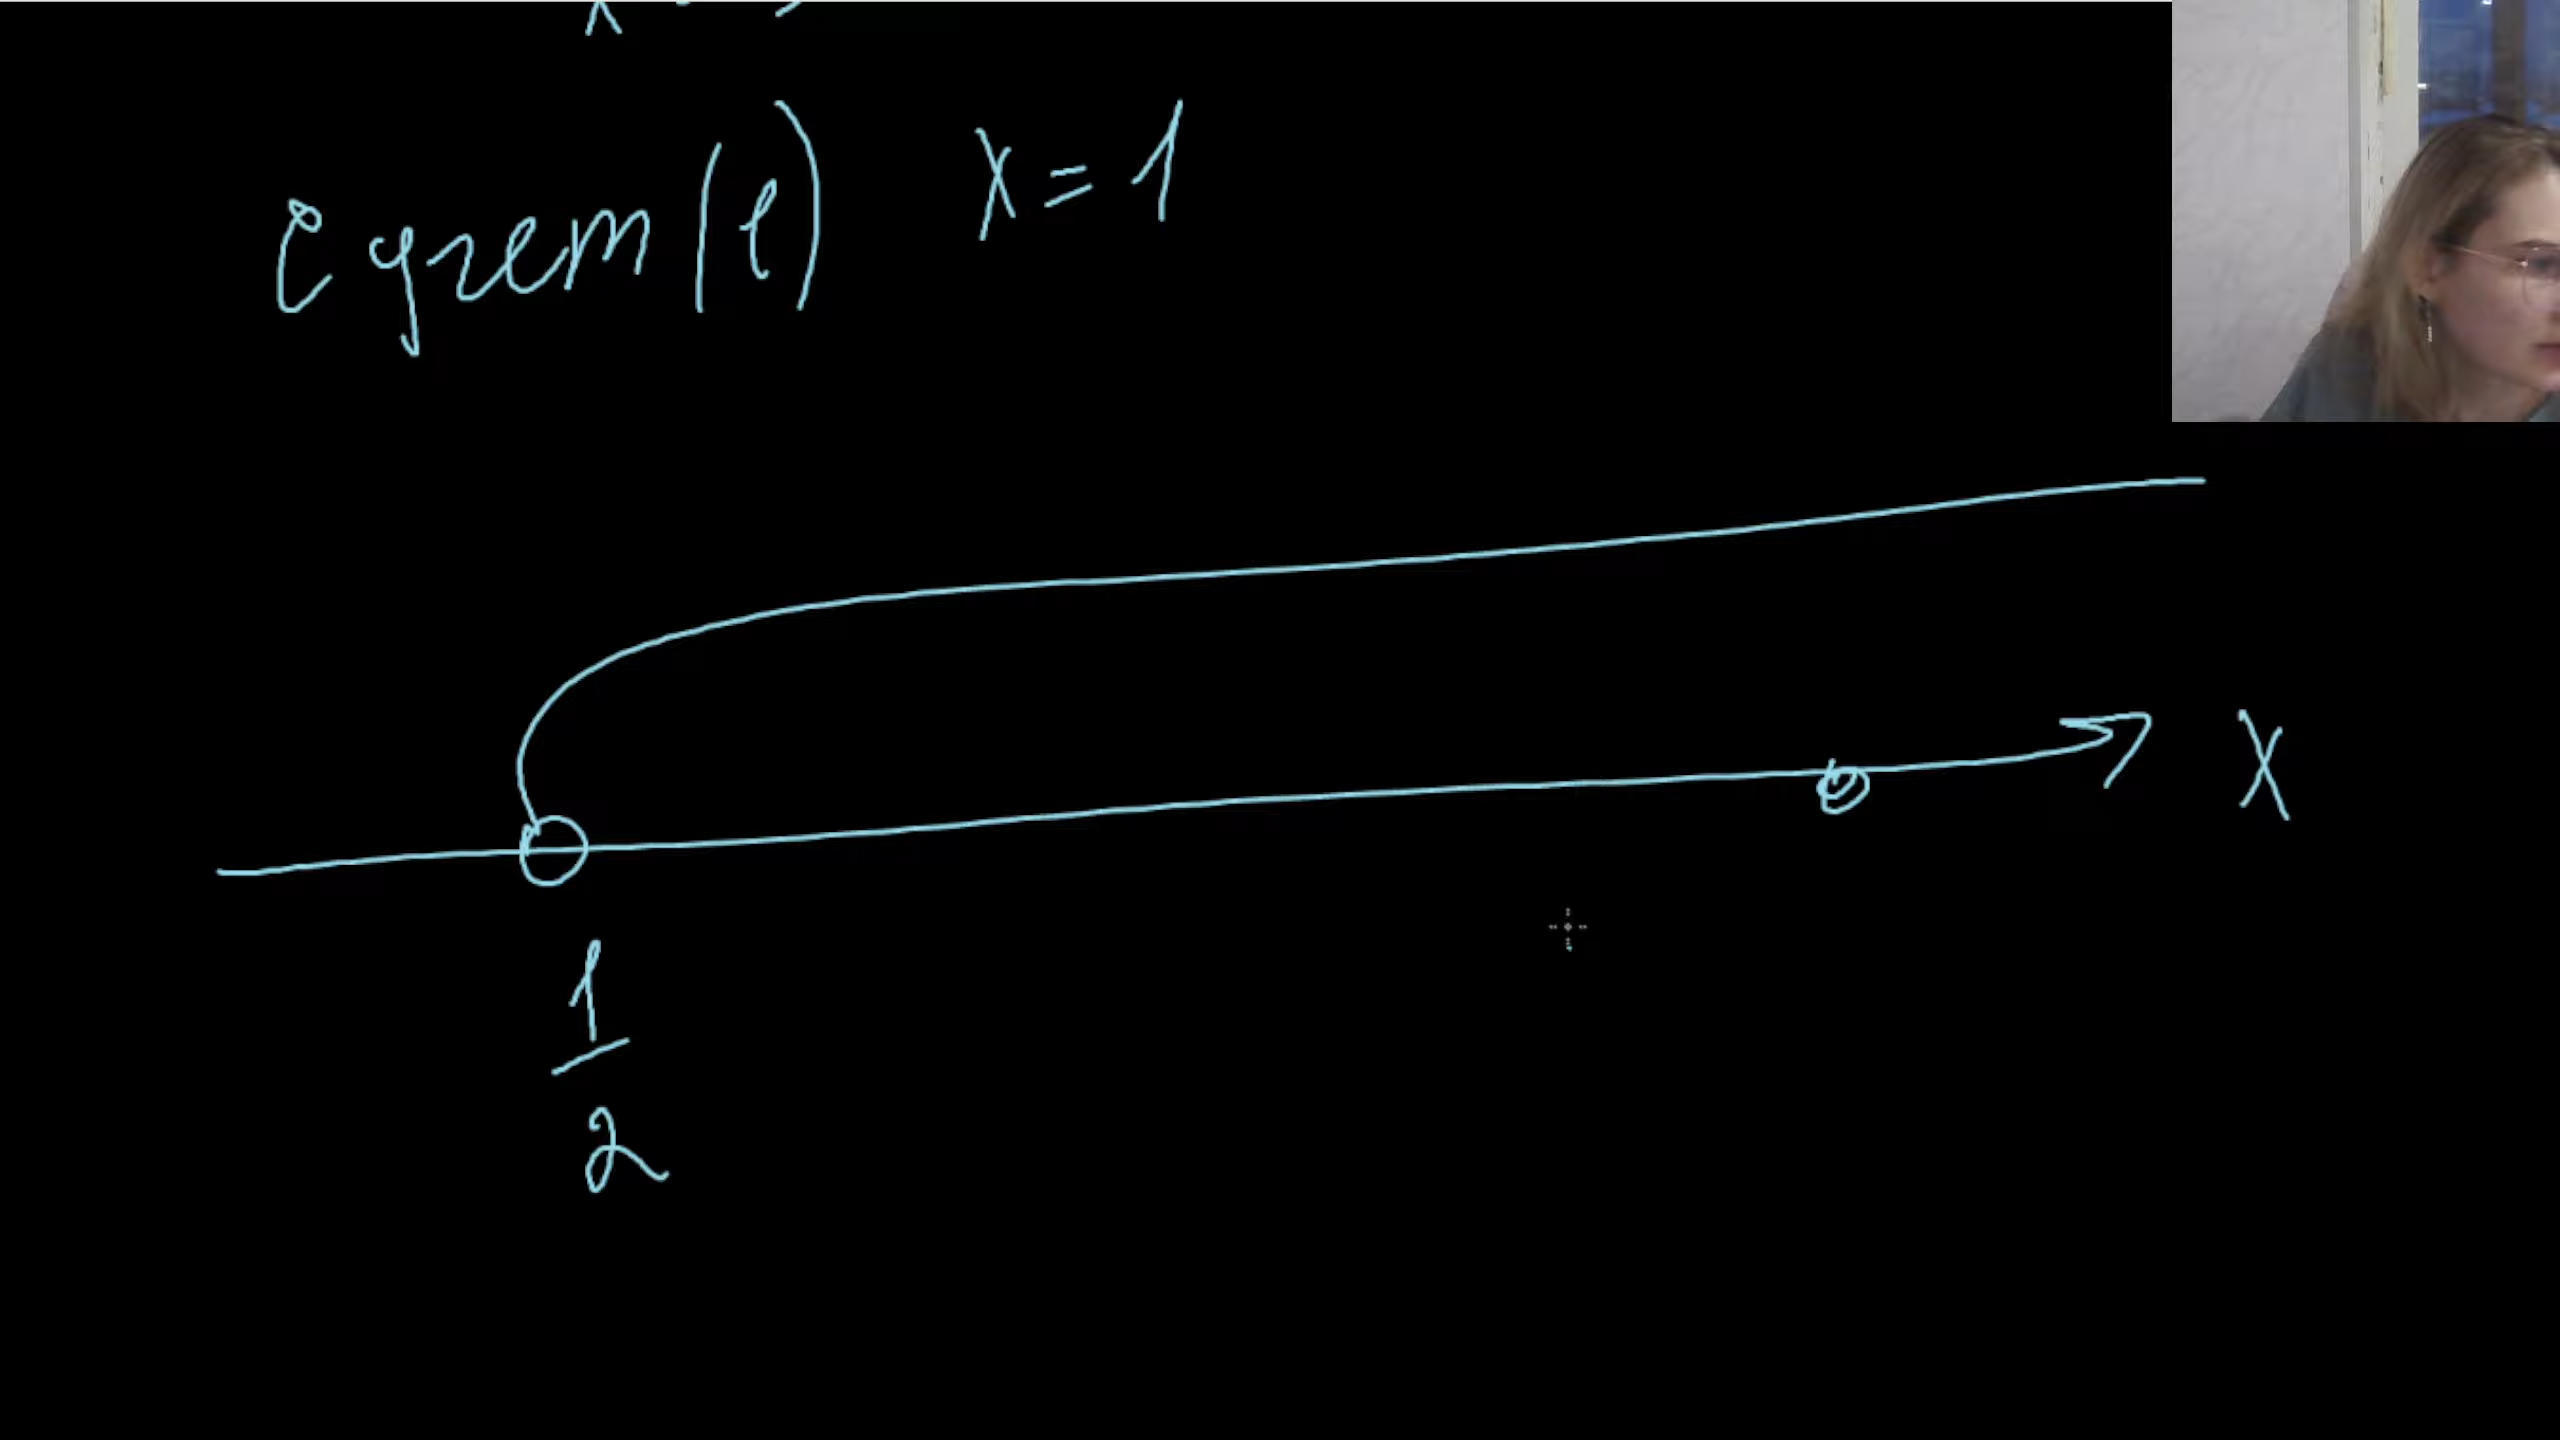 с учет(1) x = 1
x
1
2